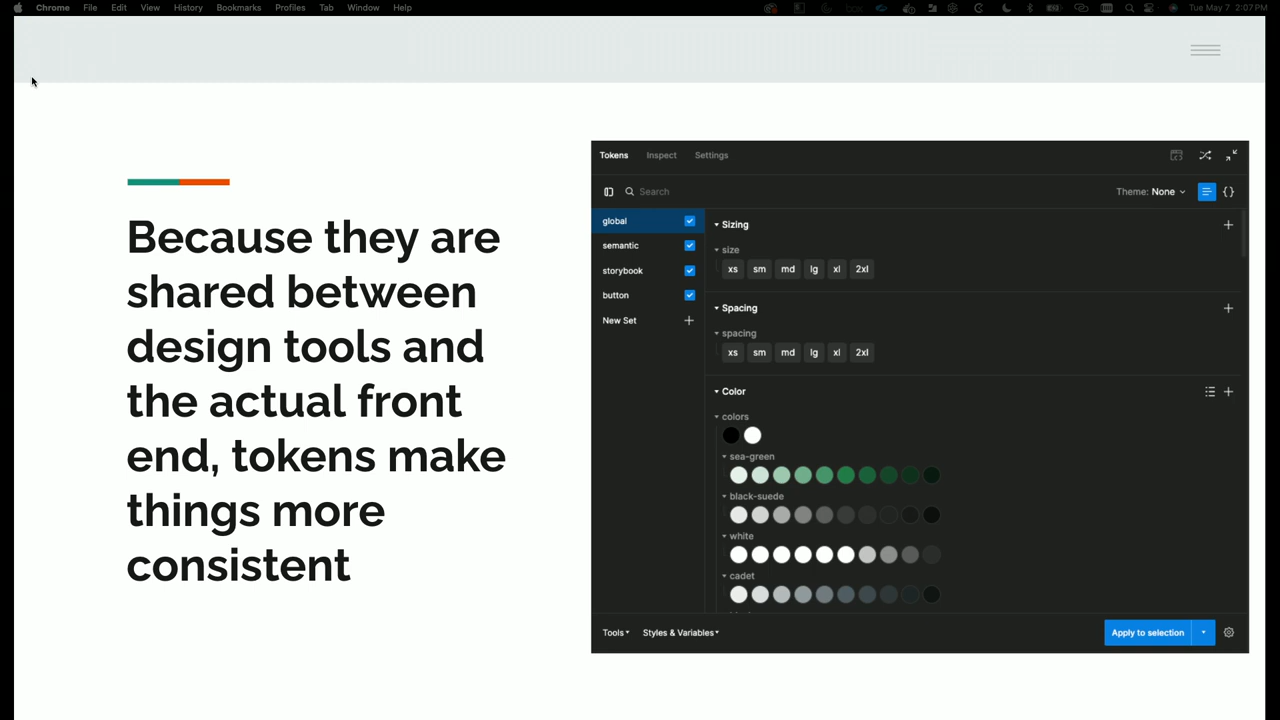 Chrome File Edit View History Bookmarks Profiles Tab Window Help
box
Tue May 7 2:07 PM
Because they are
shared between
design tools and
the actual front
end, tokens make
things more
consistent
Tokens Inspect Settings
Search
Theme: None
global
semantic
storybook
button
New Set
Sizing
size
xs sm md lg xl 2xl
Spacing
spacing
xs sm md lg xl 2xl
Color
colors
sea-green
black-suede
white
cadet
Tools Styles & Variables
Apply to selection